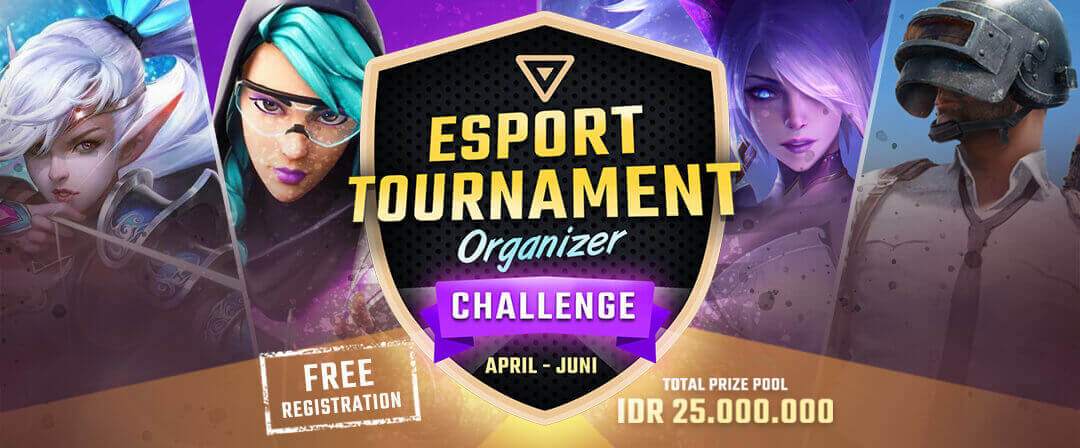 ESPORT
TOURNAMENT
Organizer
CHALLENGE
APRIL - JUNI
FREE
REGISTRATION
TOTAL PRIZE POOL
IDR 25.000.000